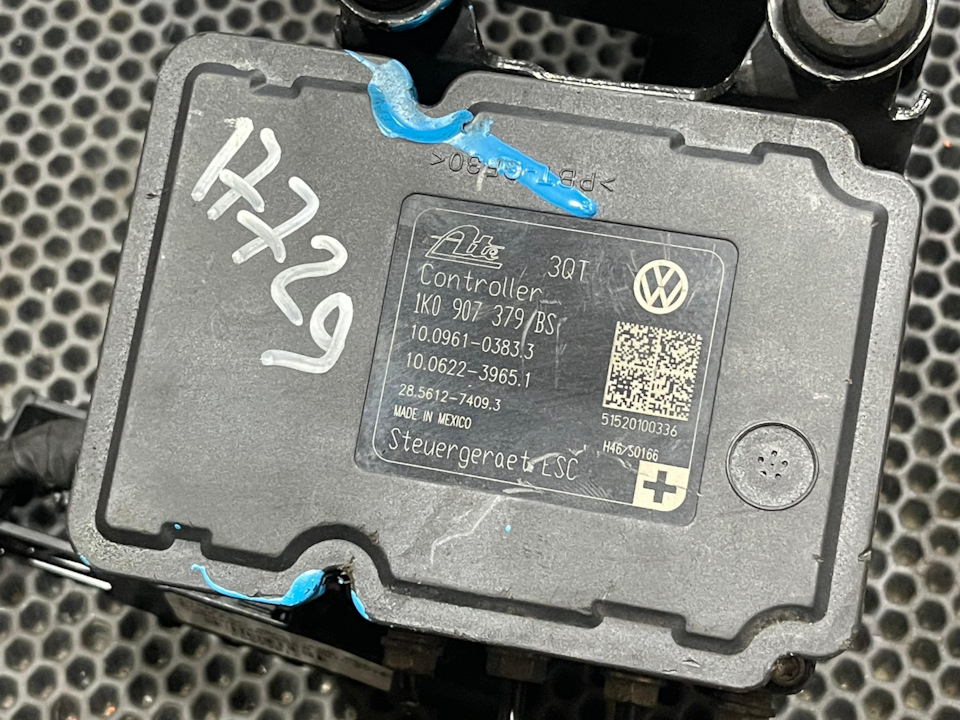 17729
>PBT-
530<
Ate
3QT
Controller
1K0 907 379 BS
10.0961-0383.3
10.0622-3965.1
28.5612-7409.3
MADE IN MEXICO
Steuergeraet ESC
51520100336
H46/S0166